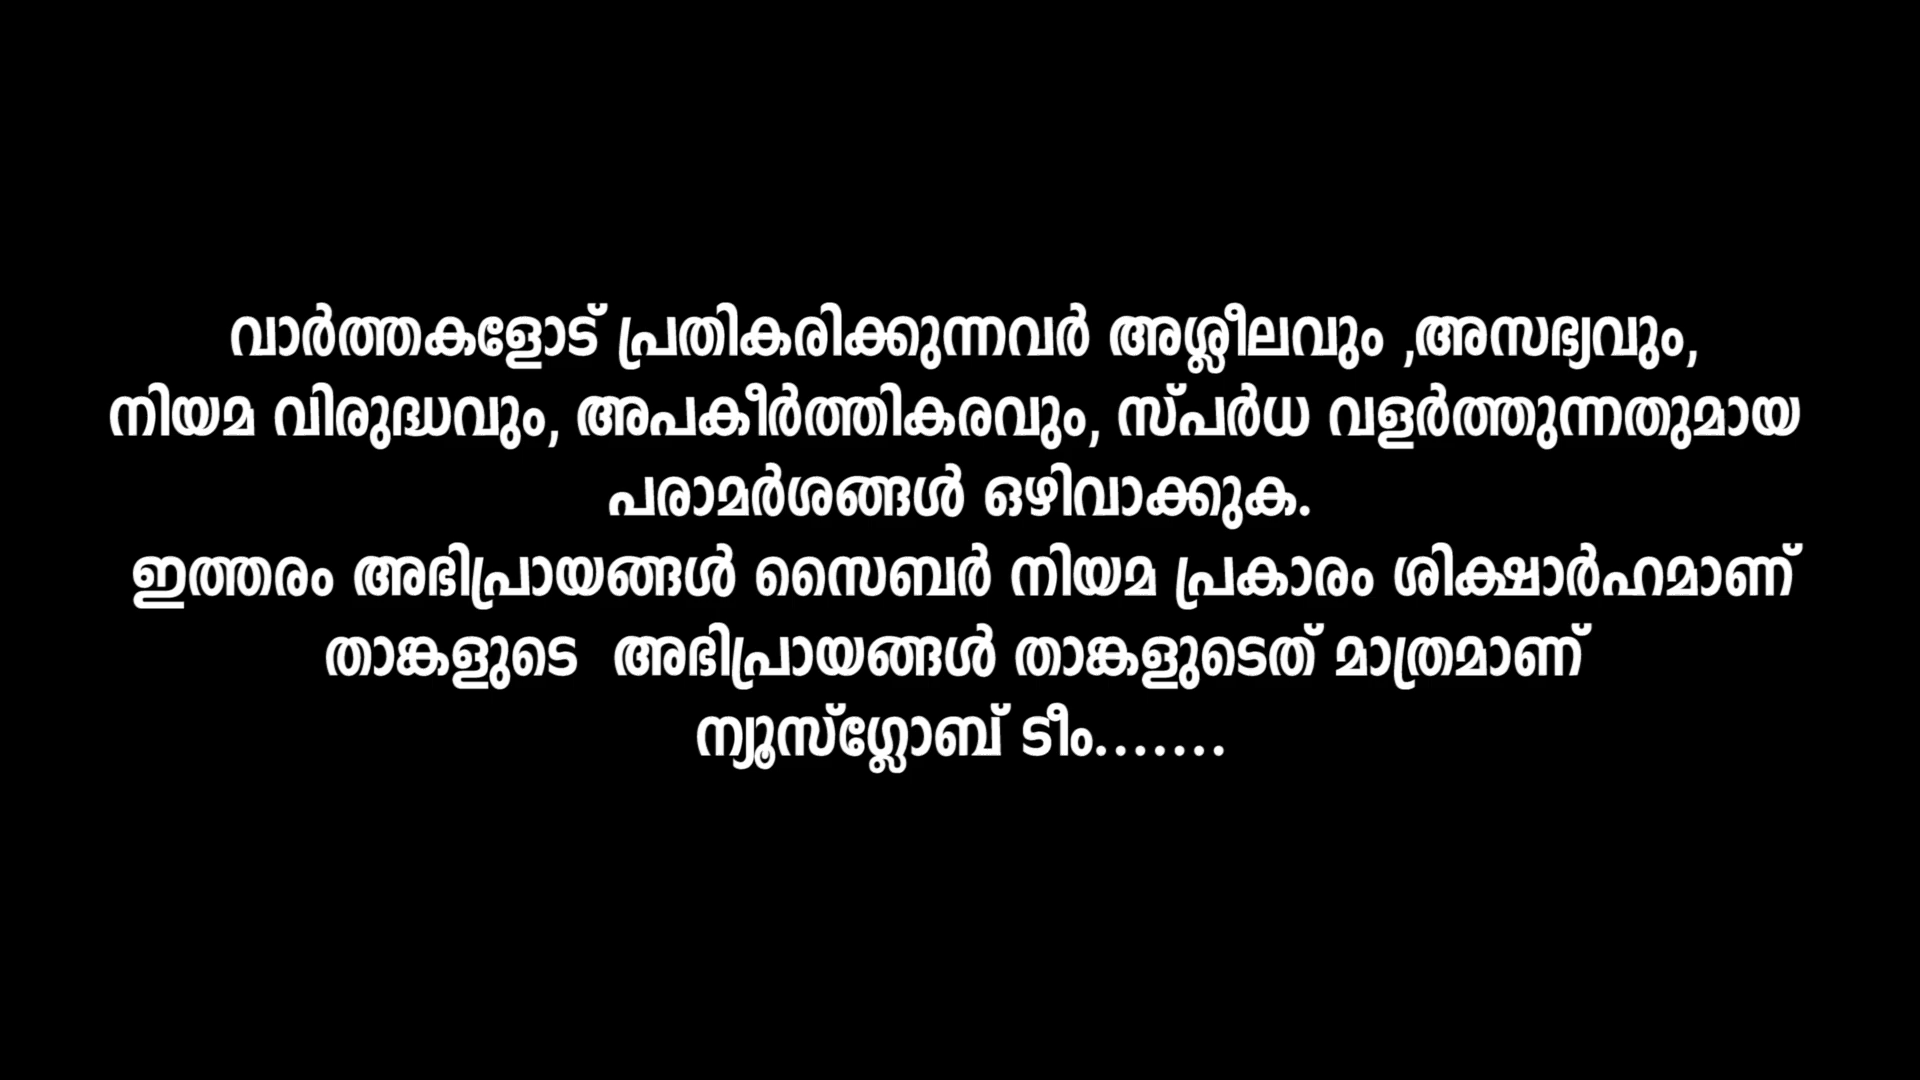 വാർത്തകളോട് പ്രതികരിക്കുന്നവർ അശ്ലീലവും ,അസഭ്യവും,
നിയമ വിരുദ്ധവും, അപകീർത്തികരവും, സ്പർധ വളർത്തുന്നതുമായ
പരാമർശങ്ങൾ ഒഴിവാക്കുക.
ഇത്തരം അഭിപ്രായങ്ങൾ സൈബർ നിയമ പ്രകാരം ശിക്ഷാർഹമാണ്
താങ്കളുടെ  അഭിപ്രായങ്ങൾ താങ്കളുടെത് മാത്രമാണ്
ന്യൂസ്ഗ്ലോബ് ടീം.......